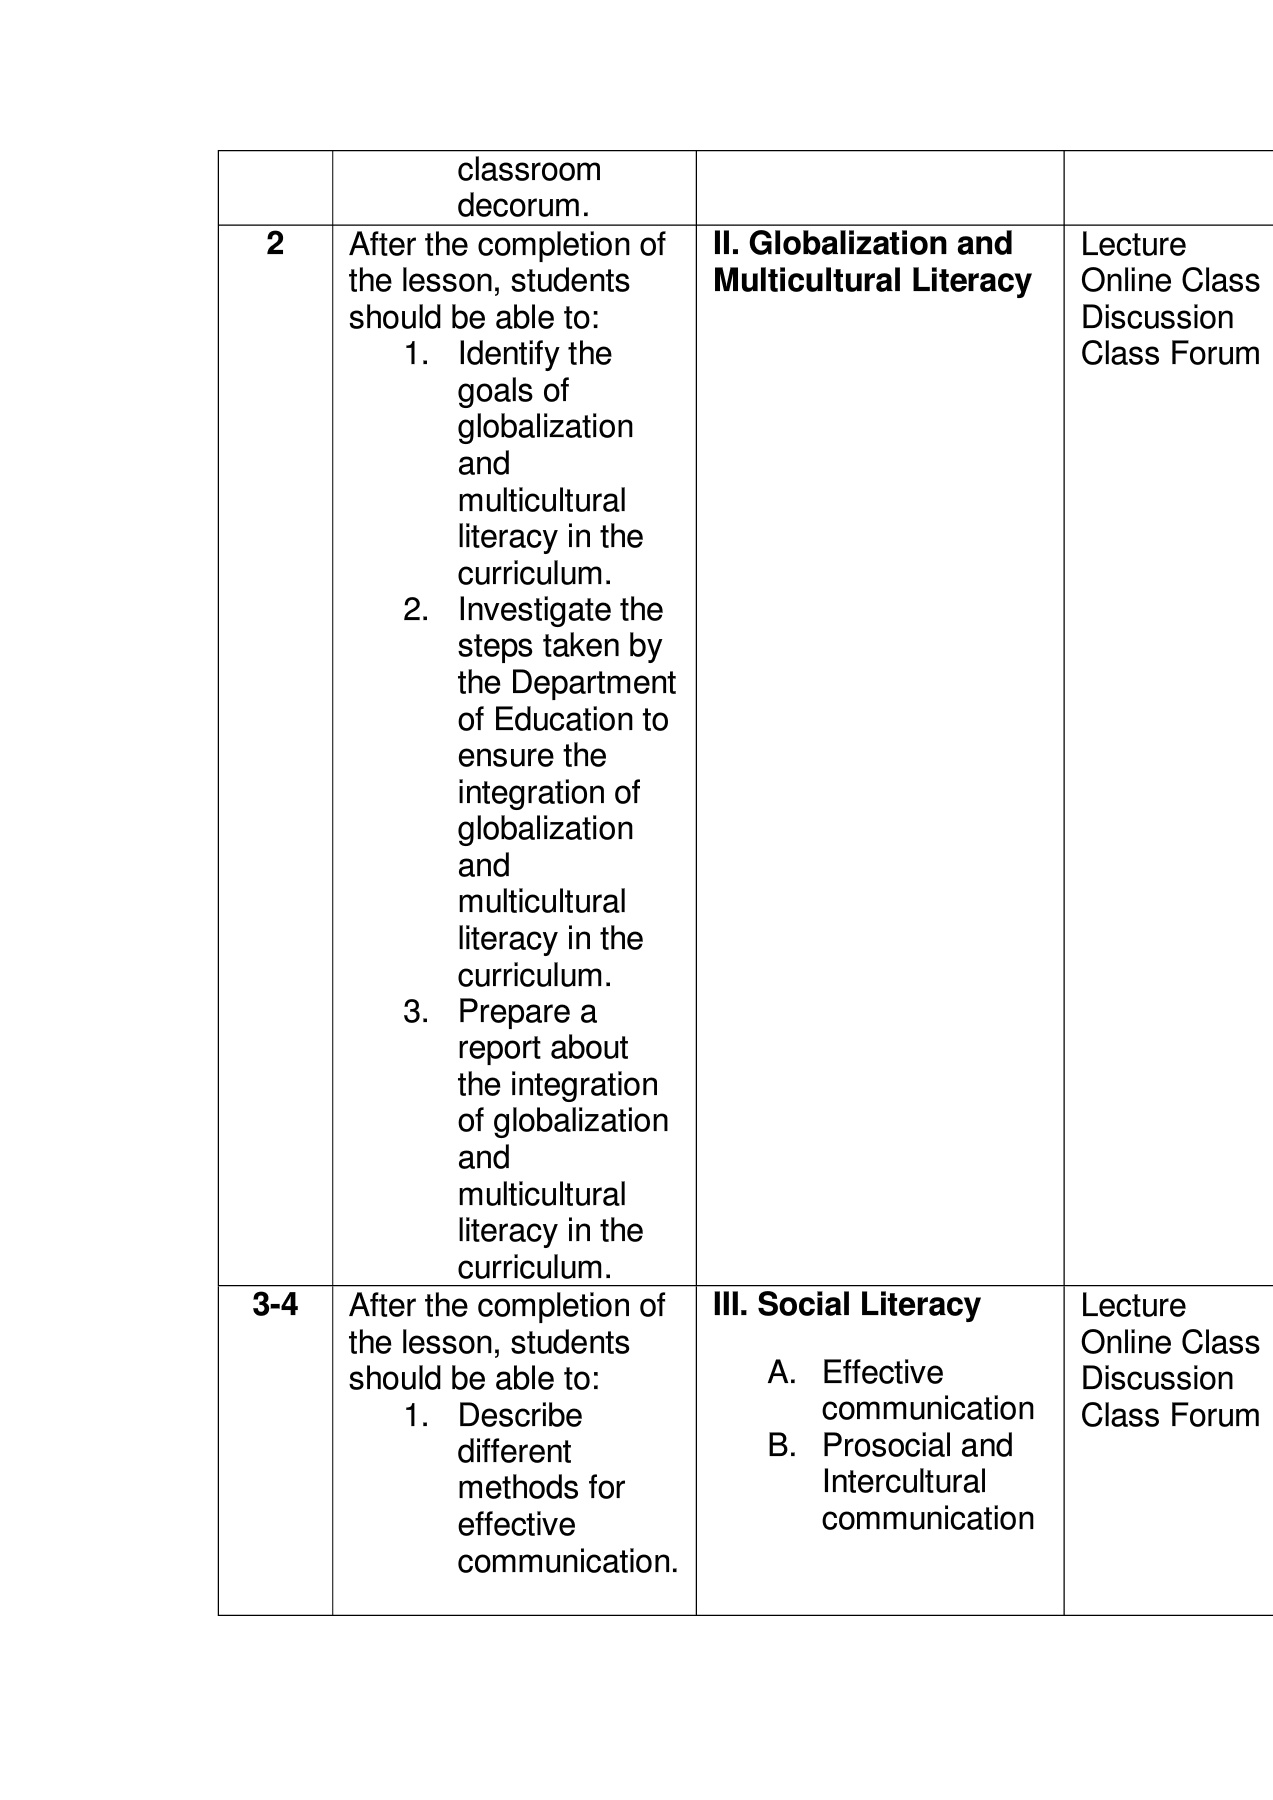 classroom
decorum.
2
After the completion of
the lesson, students
should be able to:
1. Identify the
goals of
globalization
and
multicultural
literacy in the
curriculum.
2. Investigate the
steps taken by
the Department
of Education to
ensure the
integration of
globalization
and
multicultural
literacy in the
curriculum.
3. Prepare a
report about
the integration
of globalization
and
multicultural
literacy in the
curriculum.
II. Globalization and
Multicultural Literacy
Lecture
Online Class
Discussion
Class Forum
3-4
After the completion of
the lesson, students
should be able to:
1. Describe
different
methods for
effective
communication.
III. Social Literacy
A. Effective
communication
B. Prosocial and
Intercultural
communication
Lecture
Online Class
Discussion
Class Forum